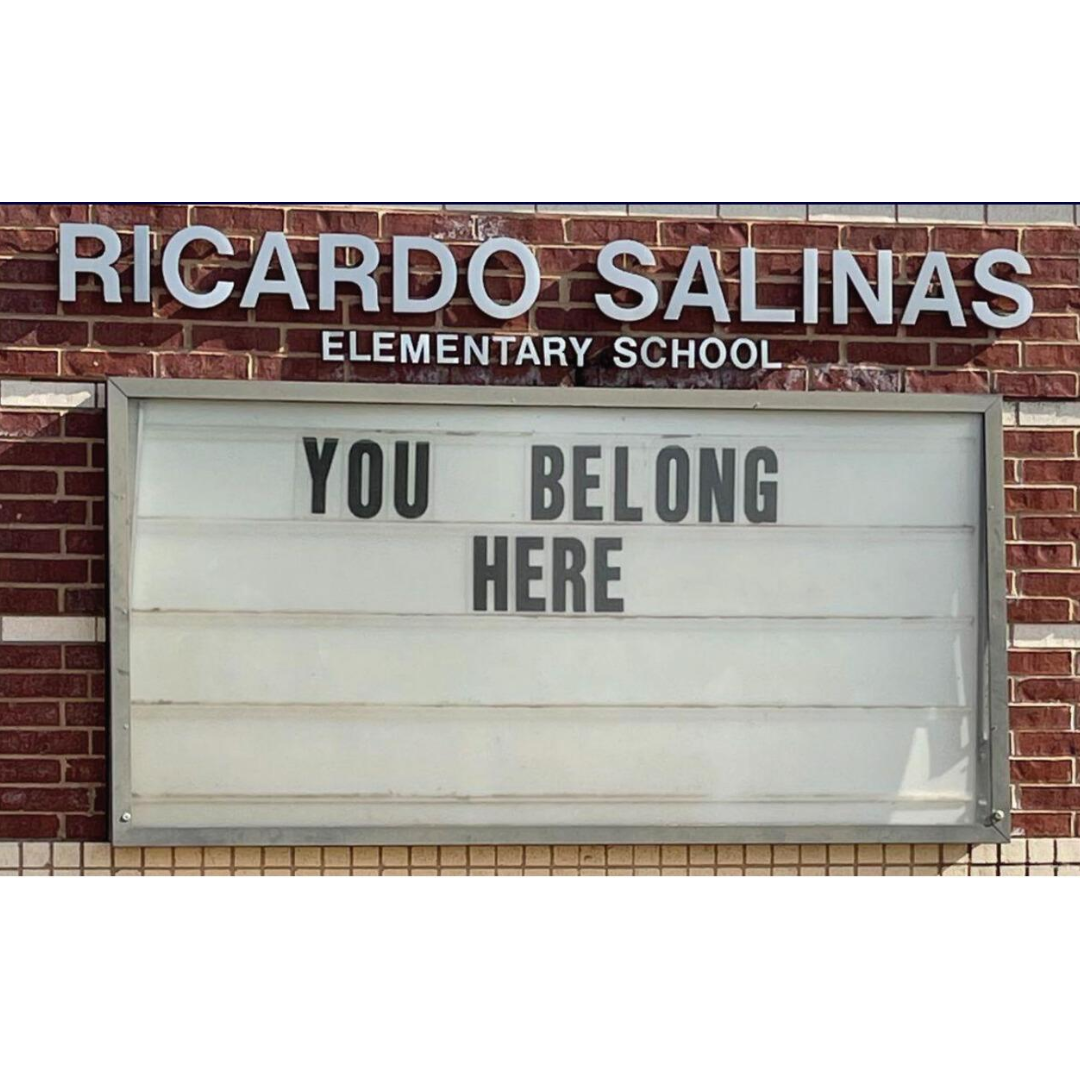 RICARDO SALINAS
ELEMENTARY SCHOOL
YOU BELONG
HERE